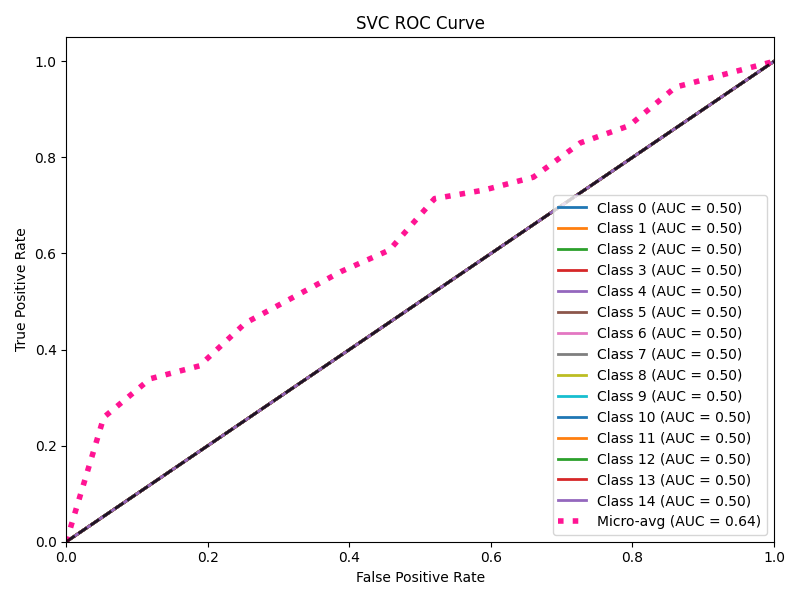 SVC ROC Curve
True Positive Rate
1.0
0.8
0.6
0.4
0.2
0.0
0.0 0.2 0.4 0.6 0.8 1.0
False Positive Rate
Class 0 (AUC = 0.50)
Class 1 (AUC = 0.50)
Class 2 (AUC = 0.50)
Class 3 (AUC = 0.50)
Class 4 (AUC = 0.50)
Class 5 (AUC = 0.50)
Class 6 (AUC = 0.50)
Class 7 (AUC = 0.50)
Class 8 (AUC = 0.50)
Class 9 (AUC = 0.50)
Class 10 (AUC = 0.50)
Class 11 (AUC = 0.50)
Class 12 (AUC = 0.50)
Class 13 (AUC = 0.50)
Class 14 (AUC = 0.50)
Micro-avg (AUC = 0.64)